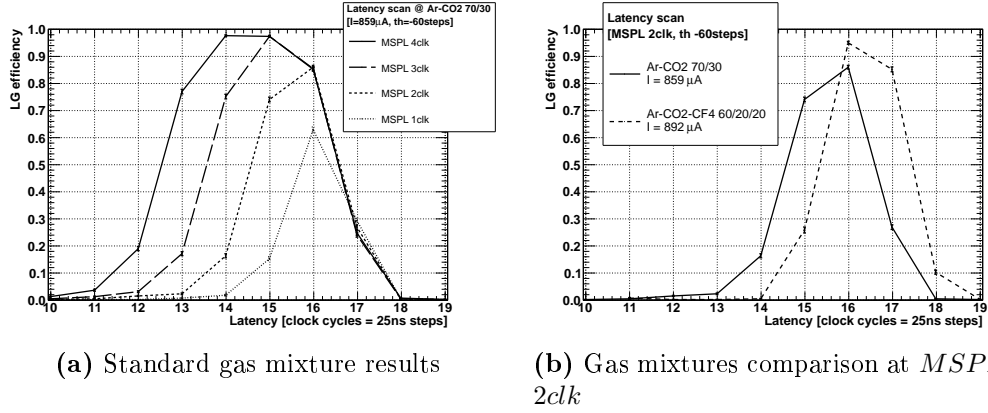 Latency scan @ Ar-CO2 70/30
[I=859μA, th=-60steps]
MSPL 4clk
MSPL 3clk
MSPL 2clk
MSPL 1clk
LG efficiency
1.0
0.9
0.8
0.7
0.6
0.5
0.4
0.3
0.2
0.1
0.0
10 11 12 13 14 15 16 17 18 19
Latency [clock cycles = 25ns steps]
(a) Standard gas mixture results
Latency scan
[MSPL 2clk, th -60steps]
Ar-CO2 70/30
I = 859 μA
Ar-CO2-CF4 60/20/20
I = 892 μA
LG efficiency
1.0
0.9
0.8
0.7
0.6
0.5
0.4
0.3
0.2
0.1
0.0
10 11 12 13 14 15 16 17 18 19
Latency [clock cycles = 25ns steps]
(b) Gas mixtures comparison at MSP
2clk